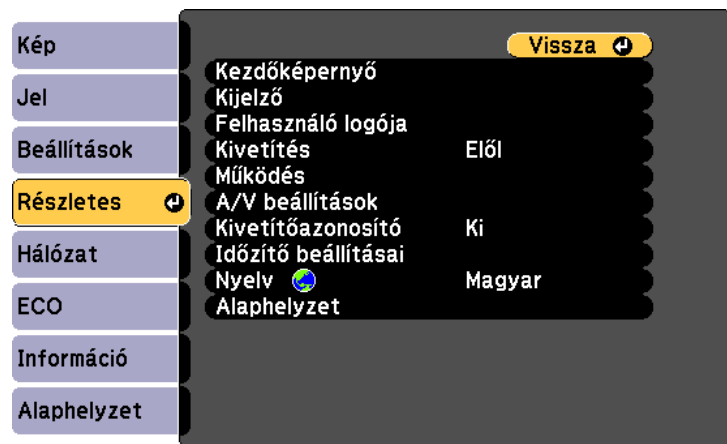 Kép
Jel
Beállítások
Részletes
Hálózat
ECO
Információ
Alaphelyzet
Vissza
Kezdőképernyő
Kijelző
Felhasználó logója
Kivetítés Elől
Működés
A/V beállítások
Kivetítőazonosító Ki
Időzítő beállításai
Nyelv Magyar
Alaphelyzet